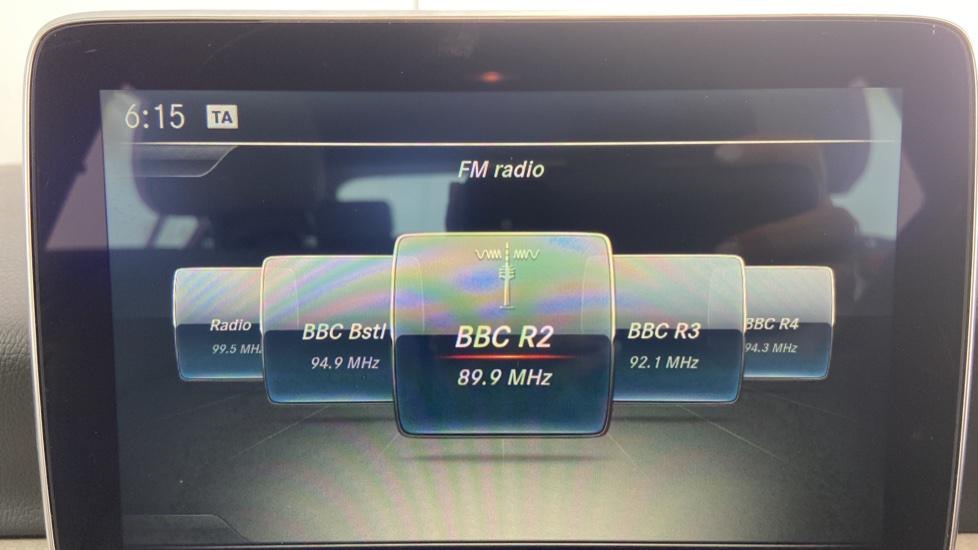 6:15 TA
FM radio
Radio
99.5 MHz
BBC Bstl
94.9 MHz
BBC R2
89.9 MHz
BBC R3
92.1 MHz
BBC R4
94.3 MHz